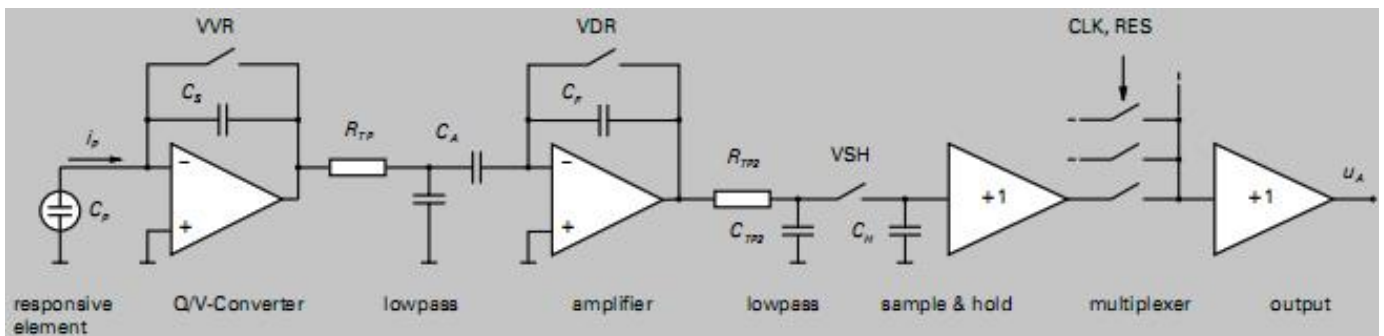 VVR
VDR
CLK, RES
C_S
C_F
i_P
R_TP
C_A
R_TP2
VSH
u_A
C_P
−
+
−
+
C_TP2
C_H
+1
+1
responsive element
Q/V-Converter
lowpass
amplifier
lowpass
sample & hold
multiplexer
output